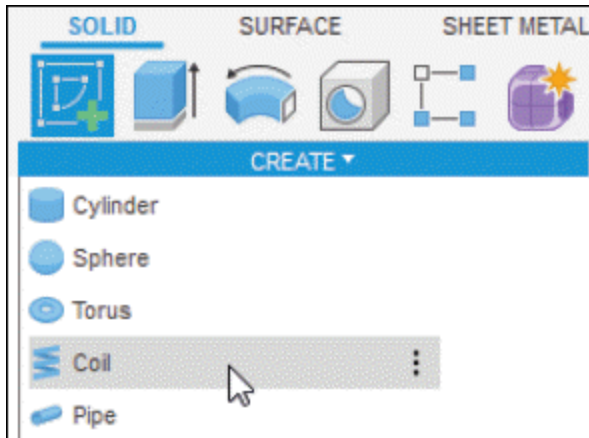 SOLID SURFACE SHEET METAL
CREATE
Cylinder
Sphere
Torus
Coil
Pipe